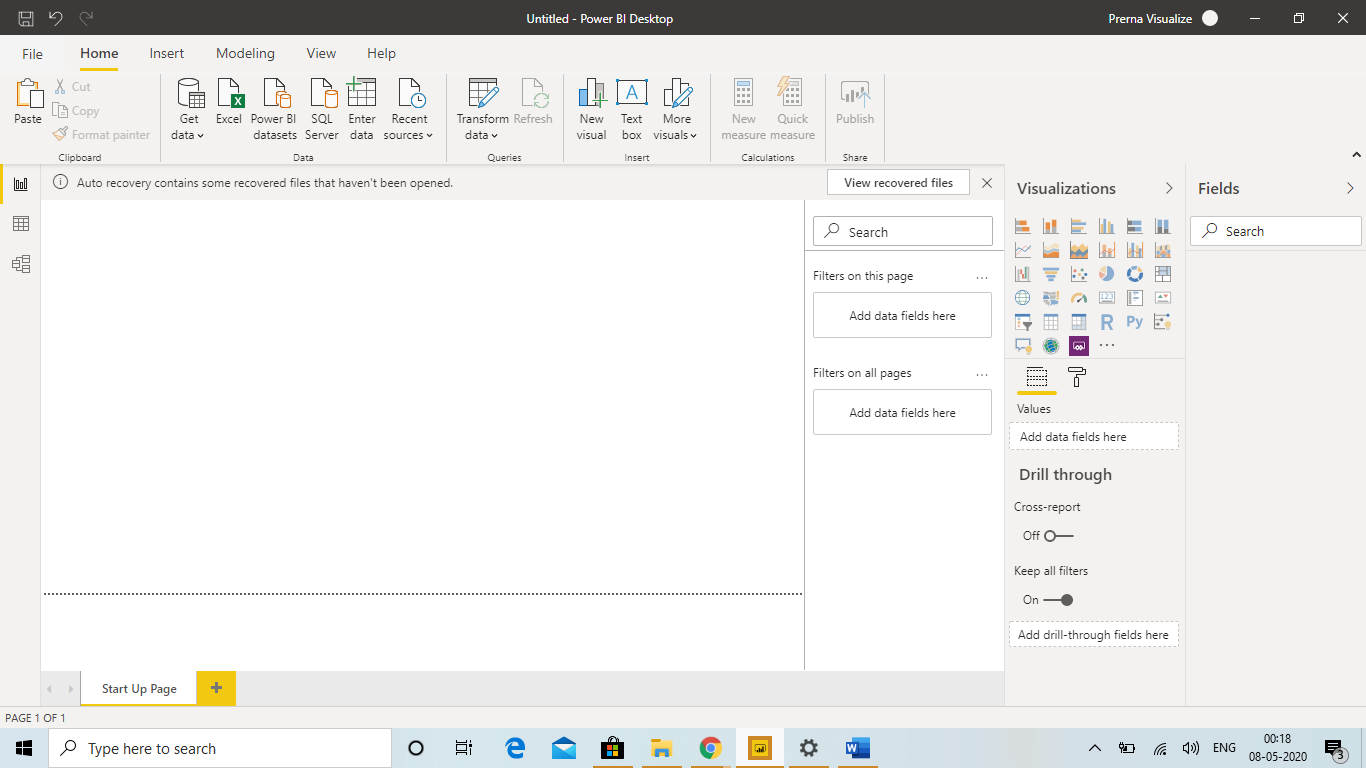 Untitled - Power BI Desktop
Prerna Visualize
File Home Insert Modeling View Help
Paste
Cut
Copy
Format painter
Clipboard
Get data
Excel
Power BI datasets
SQL Server
Enter data
Recent sources
Data
Transform data
Refresh
Queries
New visual
Text box
More visuals
Insert
New measure
Quick measure
Calculations
Publish
Share
Auto recovery contains some recovered files that haven't been opened.
View recovered files
Search
Filters on this page
...
Add data fields here
Filters on all pages
...
Add data fields here
Visualizations
123
R
Py
...
Values
Add data fields here
Drill through
Cross-report
Off
Keep all filters
On
Add drill-through fields here
Fields
Search
Start Up Page
+
PAGE 1 OF 1
Type here to search
ENG
00:18
08-05-2020
3